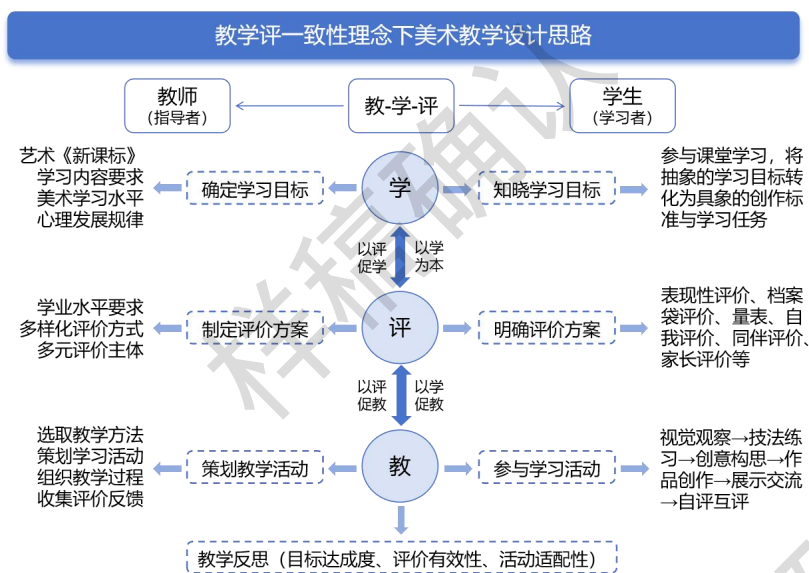 教学评一致性理念下美术教学设计思路
教师
（指导者）
教-学-评
学生
（学习者）
艺术《新课标》
学习内容要求
美术学习水平
心理发展规律
确定学习目标
学
知晓学习目标
参与课堂学习，将
抽象的学习目标转
化为具象的创作标
准与学习任务
以评
促学
以学
为本
学业水平要求
多样化评价方式
多元评价主体
制定评价方案
评
明确评价方案
表现性评价、档案
袋评价、量表、自
我评价、同伴评价、
家长评价等
以评
促教
以学
促教
选取教学方法
策划学习活动
组织教学过程
收集评价反馈
策划教学活动
教
参与学习活动
视觉观察→技法练
习→创意构思→作
品创作→展示交流
→自评互评
教学反思（目标达成度、评价有效性、活动适配性）
样稿确认